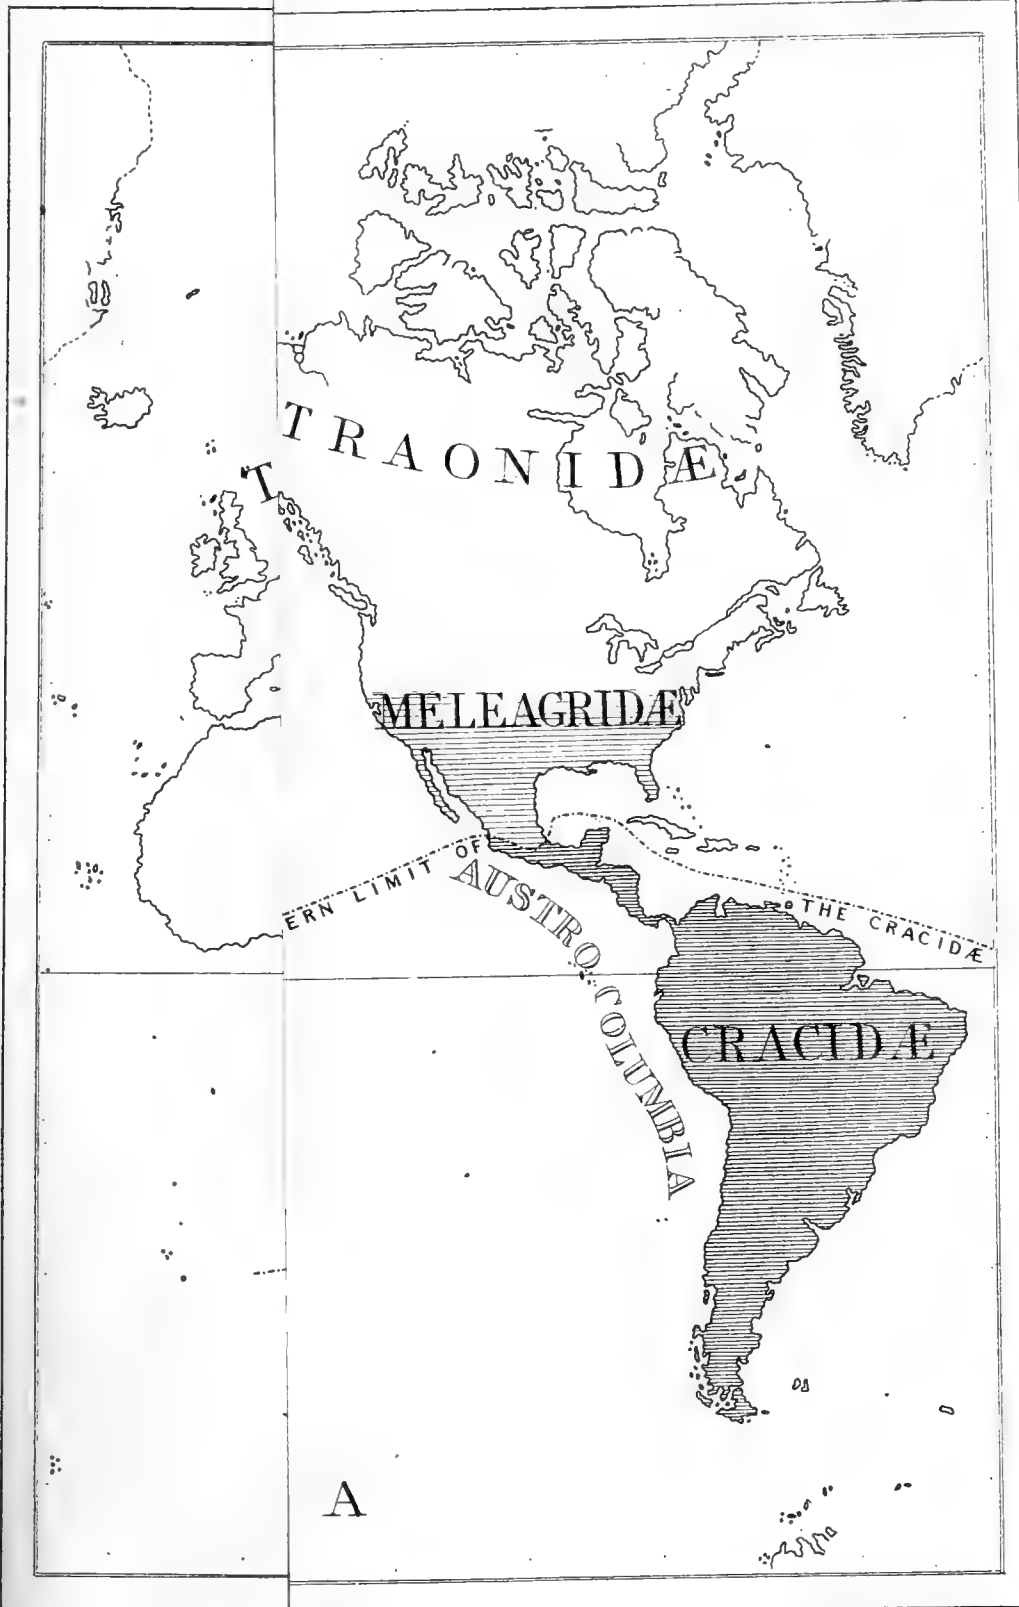 T
TRAONIDÆ
MELEAGRIDÆ
ERN LIMIT OF
THE CRACIDÆ
AUSTRO COLUMBIA
CRACIDÆ
A